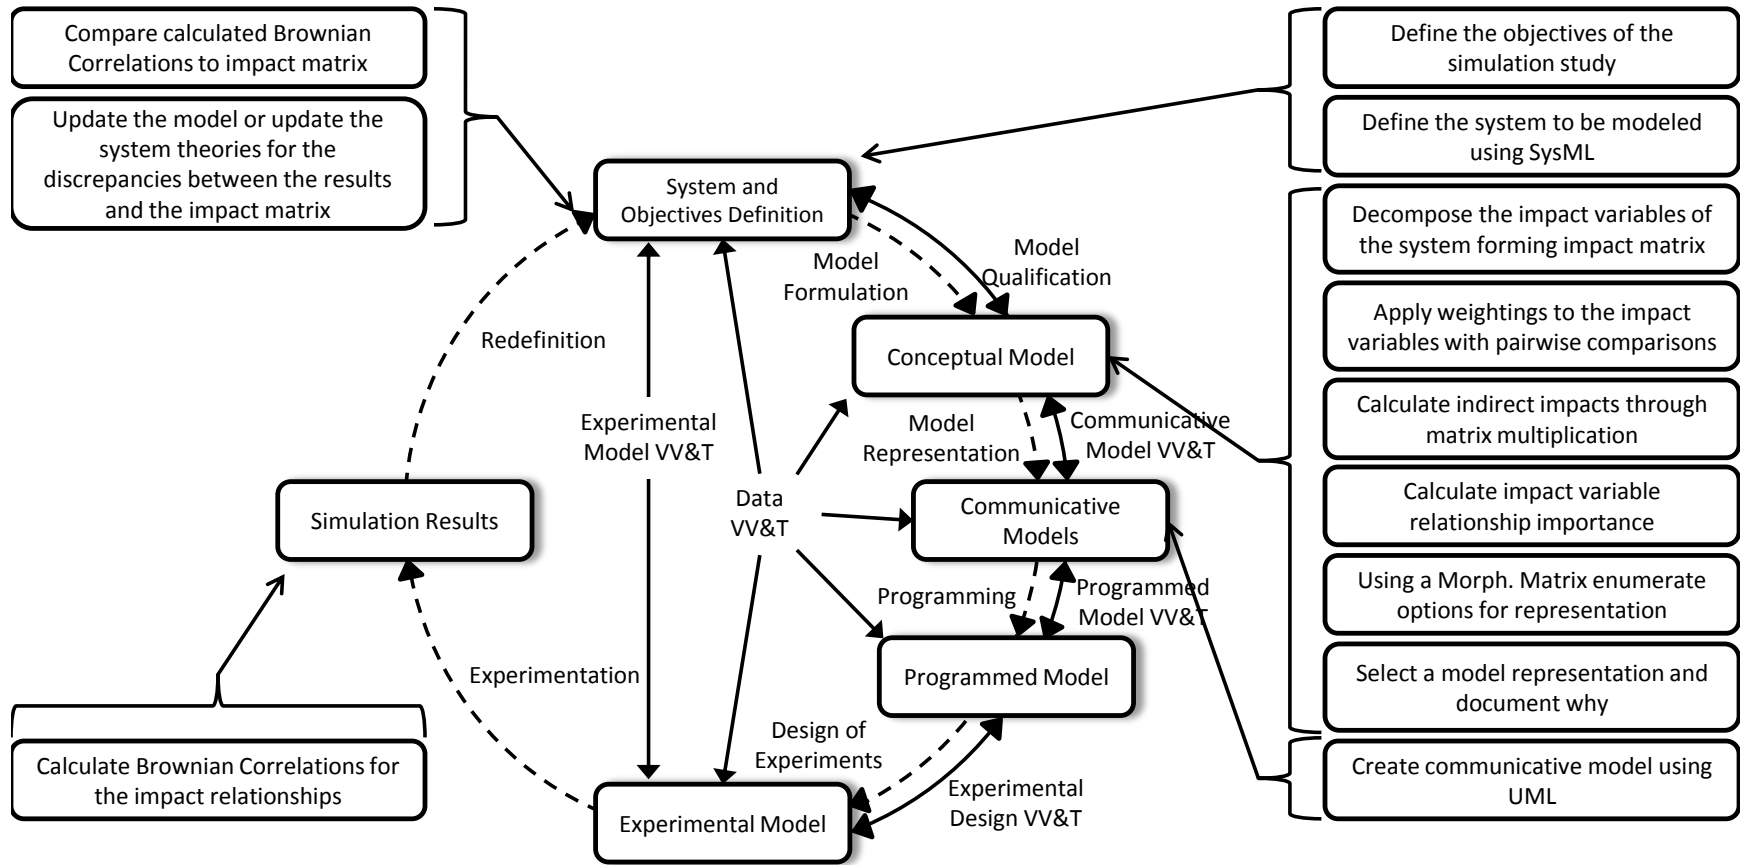 Compare calculated Brownian
Correlations to impact matrix
Update the model or update the
system theories for the
discrepancies between the results
and the impact matrix
System and
Objectives Definition
Model
Formulation
Model
Qualification
Redefinition
Conceptual Model
Experimental
Model VV&T
Model
Representation
Communicative
Model VV&T
Data
VV&T
Simulation Results
Communicative
Models
Programming
Programmed
Model VV&T
Experimentation
Programmed Model
Design of
Experiments
Experimental
Design VV&T
Experimental Model
Calculate Brownian Correlations for
the impact relationships
Define the objectives of the
simulation study
Define the system to be modeled
using SysML
Decompose the impact variables of
the system forming impact matrix
Apply weightings to the impact
variables with pairwise comparisons
Calculate indirect impacts through
matrix multiplication
Calculate impact variable
relationship importance
Using a Morph. Matrix enumerate
options for representation
Select a model representation and
document why
Create communicative model using
UML